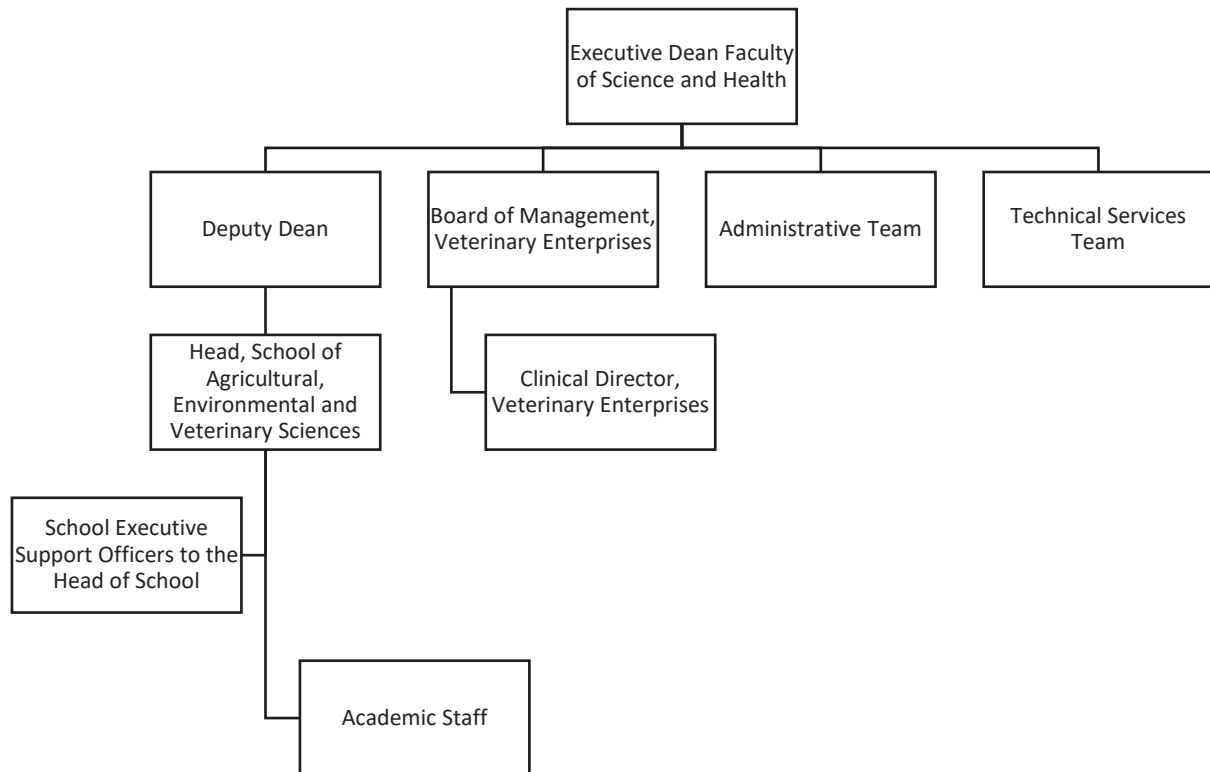 Executive Dean Faculty
of Science and Health
Deputy Dean
Board of Management,
Veterinary Enterprises
Administrative Team
Technical Services
Team
Head, School of
Agricultural,
Environmental and
Veterinary Sciences
Clinical Director,
Veterinary Enterprises
School Executive
Support Officers to the
Head of School
Academic Staff